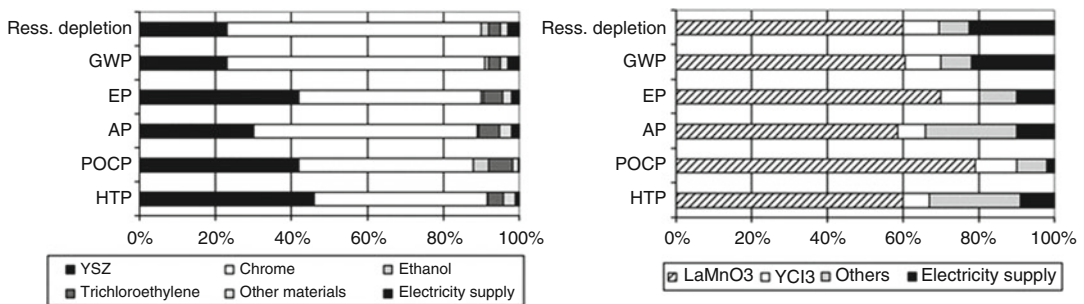 Ress. depletion
GWP
EP
AP
POCP
HTP
0% 20% 40% 60% 80% 100%
YSZ Chrome Ethanol
Trichloroethylene Other materials Electricity supply
Ress. depletion
GWP
EP
AP
POCP
HTP
0% 20% 40% 60% 80% 100%
LaMnO3 YCl3 Others Electricity supply